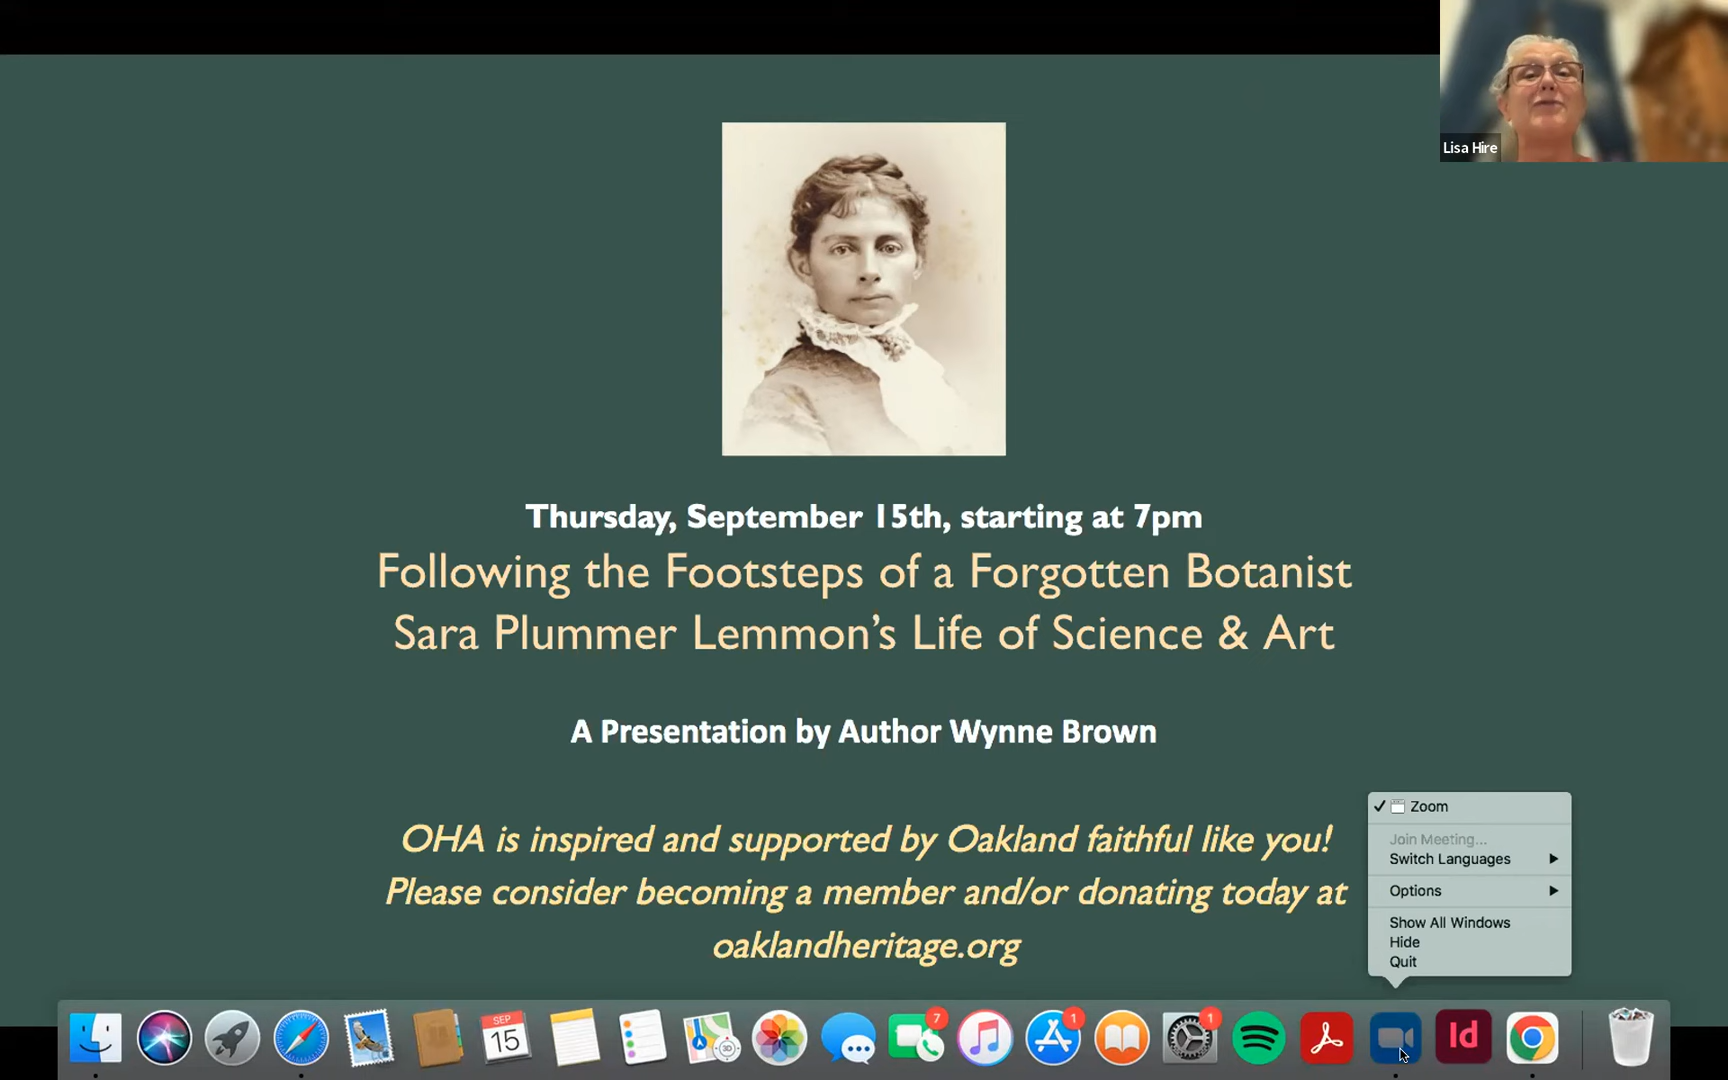 Lisa Hire
Thursday, September 15th, starting at 7pm
Following the Footsteps of a Forgotten Botanist
Sara Plummer Lemmon’s Life of Science & Art
A Presentation by Author Wynne Brown
OHA is inspired and supported by Oakland faithful like you!
Please consider becoming a member and/or donating today at
oaklandheritage.org
Zoom
Join Meeting...
Switch Languages
Options
Show All Windows
Hide
Quit
SEP
15
3D
7
1
1
Id